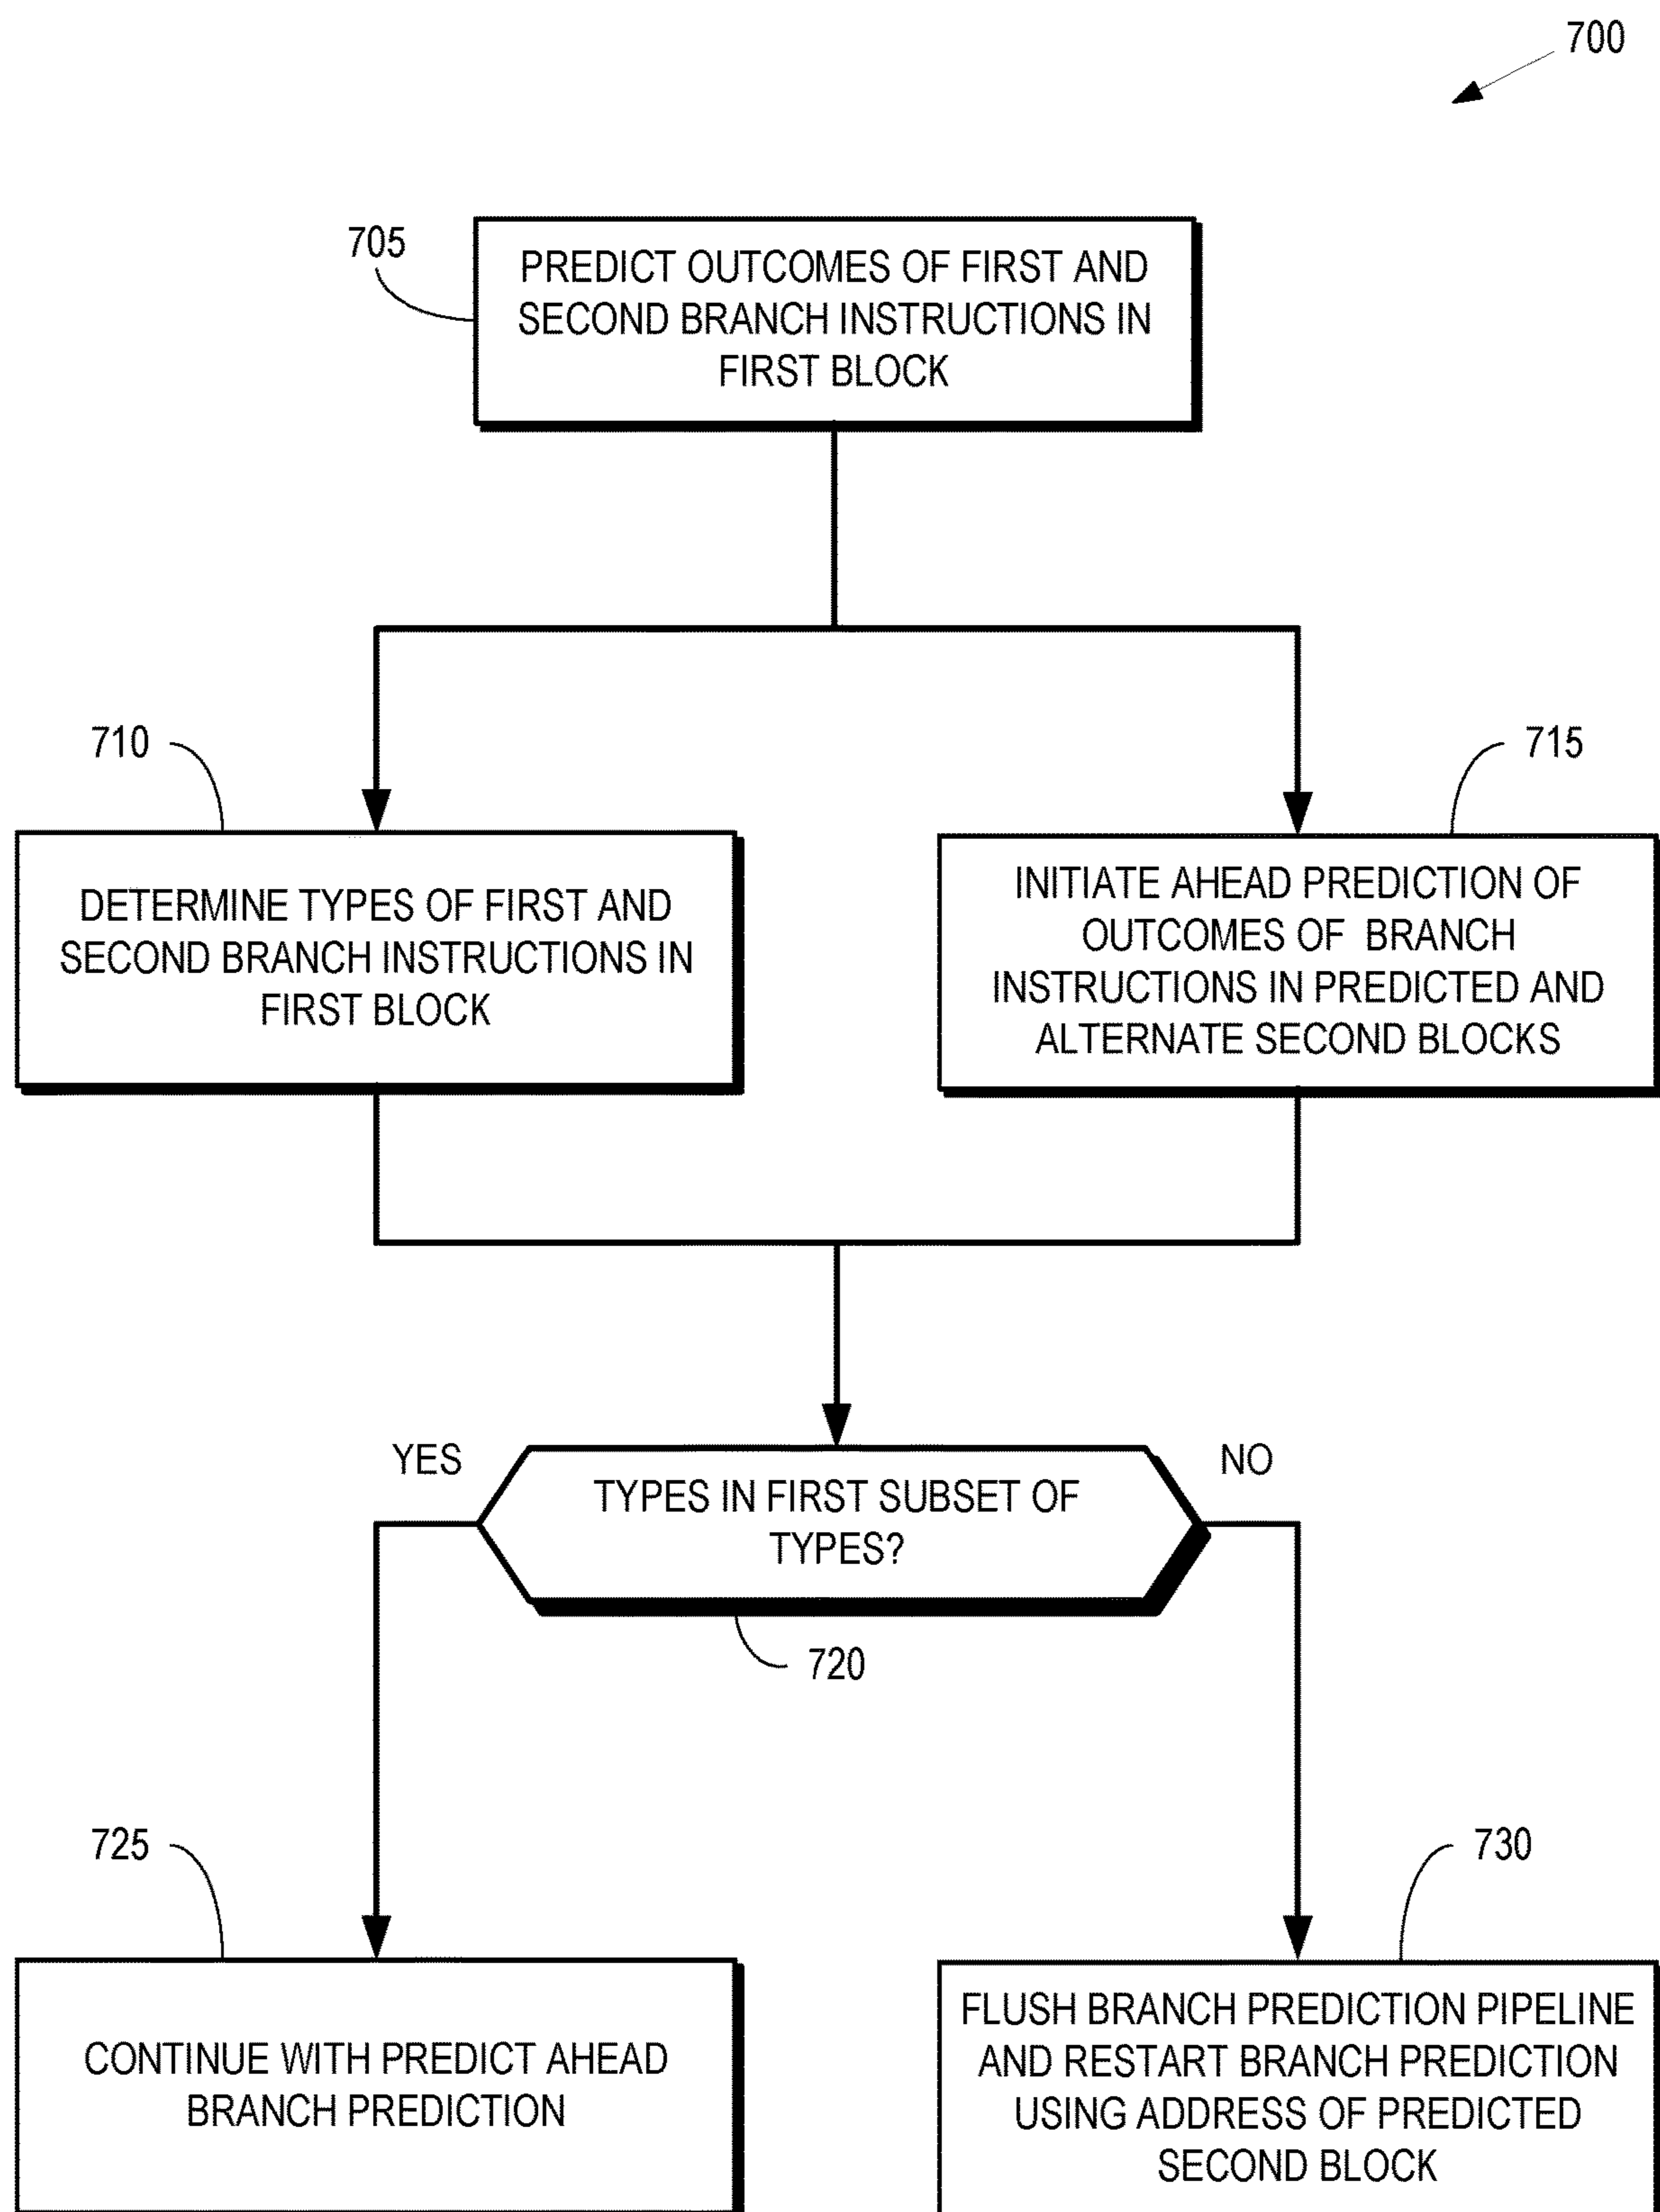 700
705
PREDICT OUTCOMES OF FIRST AND
SECOND BRANCH INSTRUCTIONS IN
FIRST BLOCK
710
DETERMINE TYPES OF FIRST AND
SECOND BRANCH INSTRUCTIONS IN
FIRST BLOCK
715
INITIATE AHEAD PREDICTION OF
OUTCOMES OF BRANCH
INSTRUCTIONS IN PREDICTED AND
ALTERNATE SECOND BLOCKS
YES
TYPES IN FIRST SUBSET OF
TYPES?
NO
720
725
CONTINUE WITH PREDICT AHEAD
BRANCH PREDICTION
730
FLUSH BRANCH PREDICTION PIPELINE
AND RESTART BRANCH PREDICTION
USING ADDRESS OF PREDICTED
SECOND BLOCK